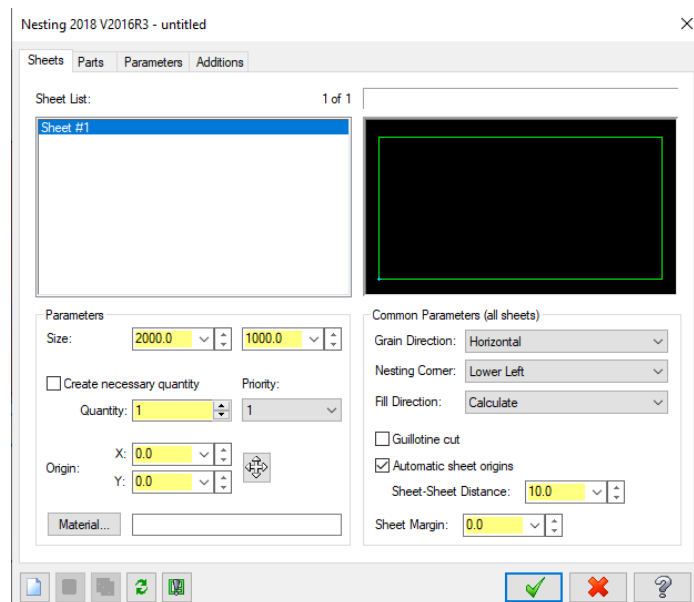 Nesting 2018 V2016R3 - untitled
Sheets Parts Parameters Additions
Sheet List: 1 of 1
Sheet #1
Parameters
Size: 2000.0 1000.0
Create necessary quantity Priority:
Quantity: 1 1
Origin: X: 0.0
Y: 0.0
Material...
Common Parameters (all sheets)
Grain Direction: Horizontal
Nesting Corner: Lower Left
Fill Direction: Calculate
Guillotine cut
Automatic sheet origins
Sheet-Sheet Distance: 10.0
Sheet Margin: 0.0